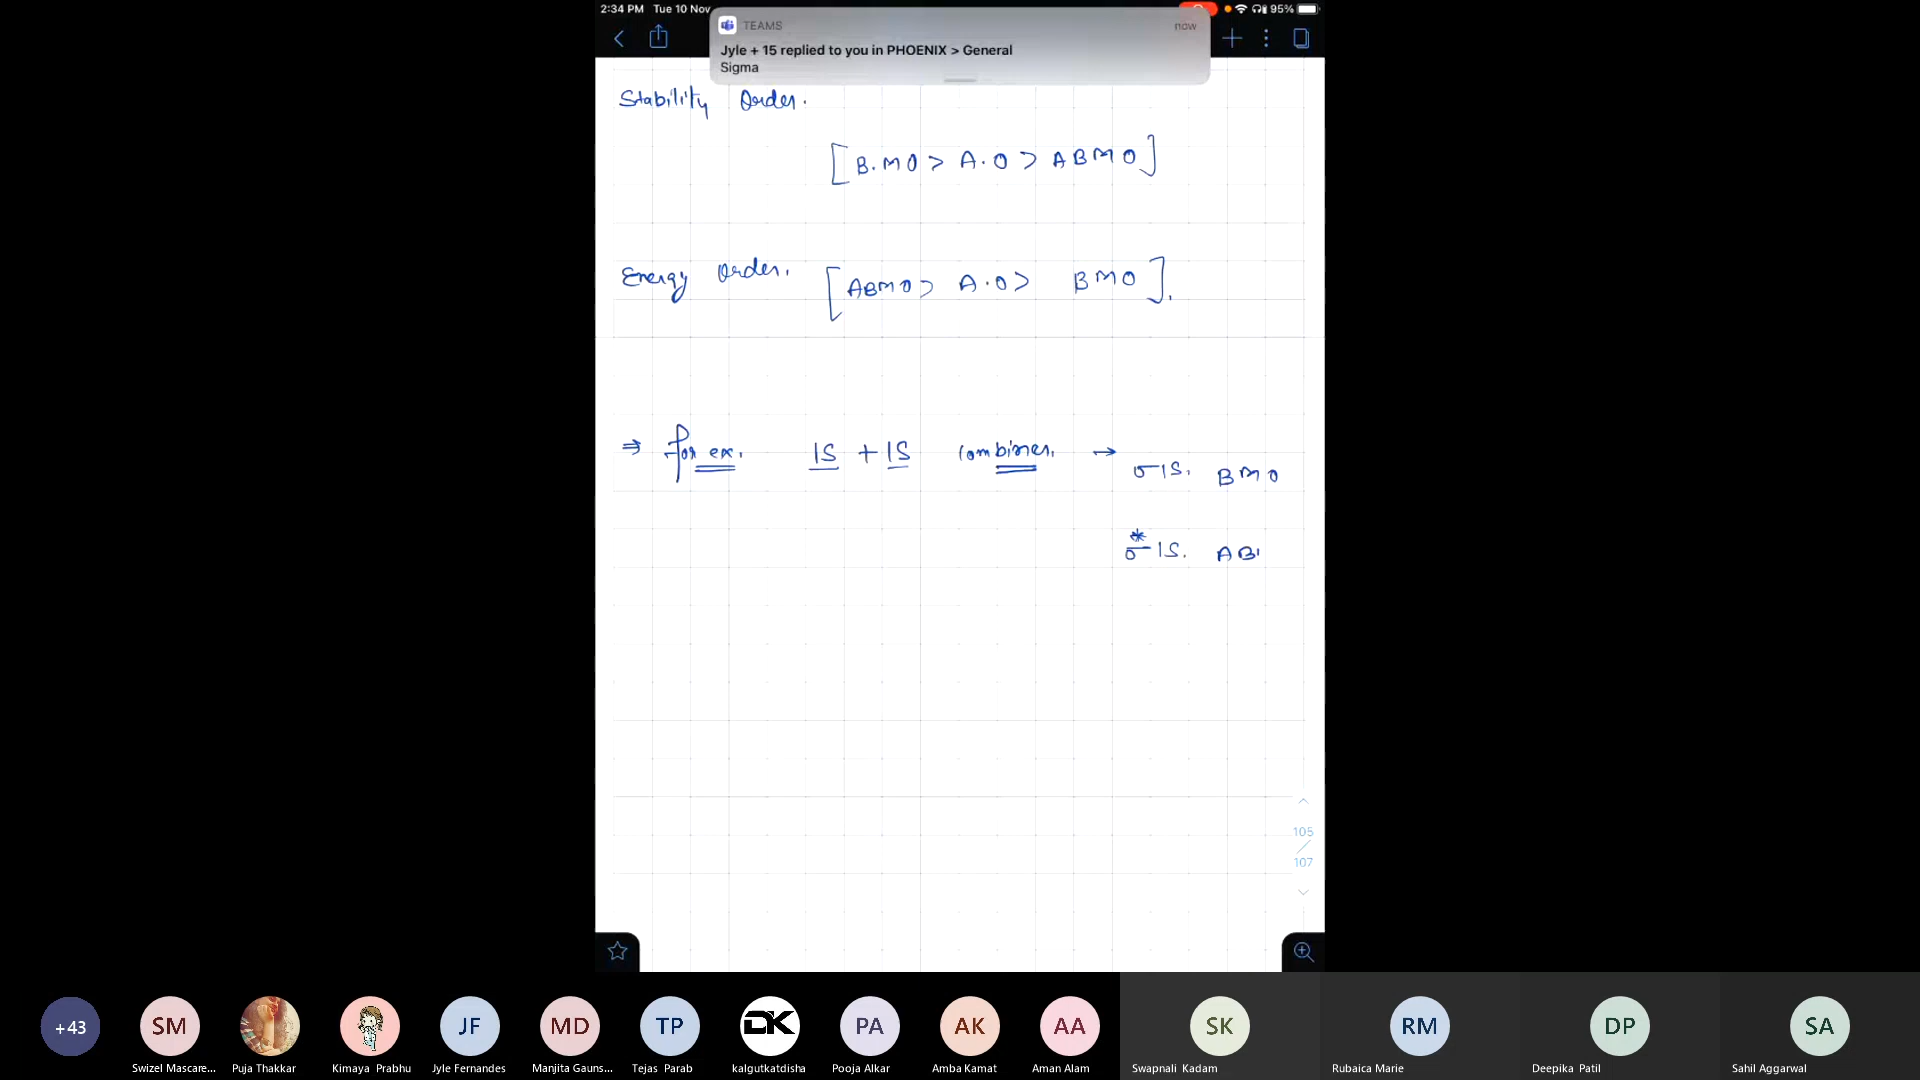 2:34 PM Tue 10 Nov 95%
TEAMS now
Jyle + 15 replied to you in PHOENIX > General
Sigma
Stability Order.
[B.MO > A.O > ABMO]
Energy Order. [ABMO > A.O > BMO].
⇒ for ex. 1S + 1S combines. → σ1S. BMO
σ* 1S. AB
105
107
+43 SM JF MD TP DK PA AK AA SK RM DP SA
Swizel Mascare... Puja Thakkar Kimaya Prabhu Jyle Fernandes Manjita Gauns... Tejas Parab kalgutkatdisha Pooja Alkar Amba Kamat Aman Alam Swapnali Kadam Rubaica Marie Deepika Patil Sahil Aggarwal